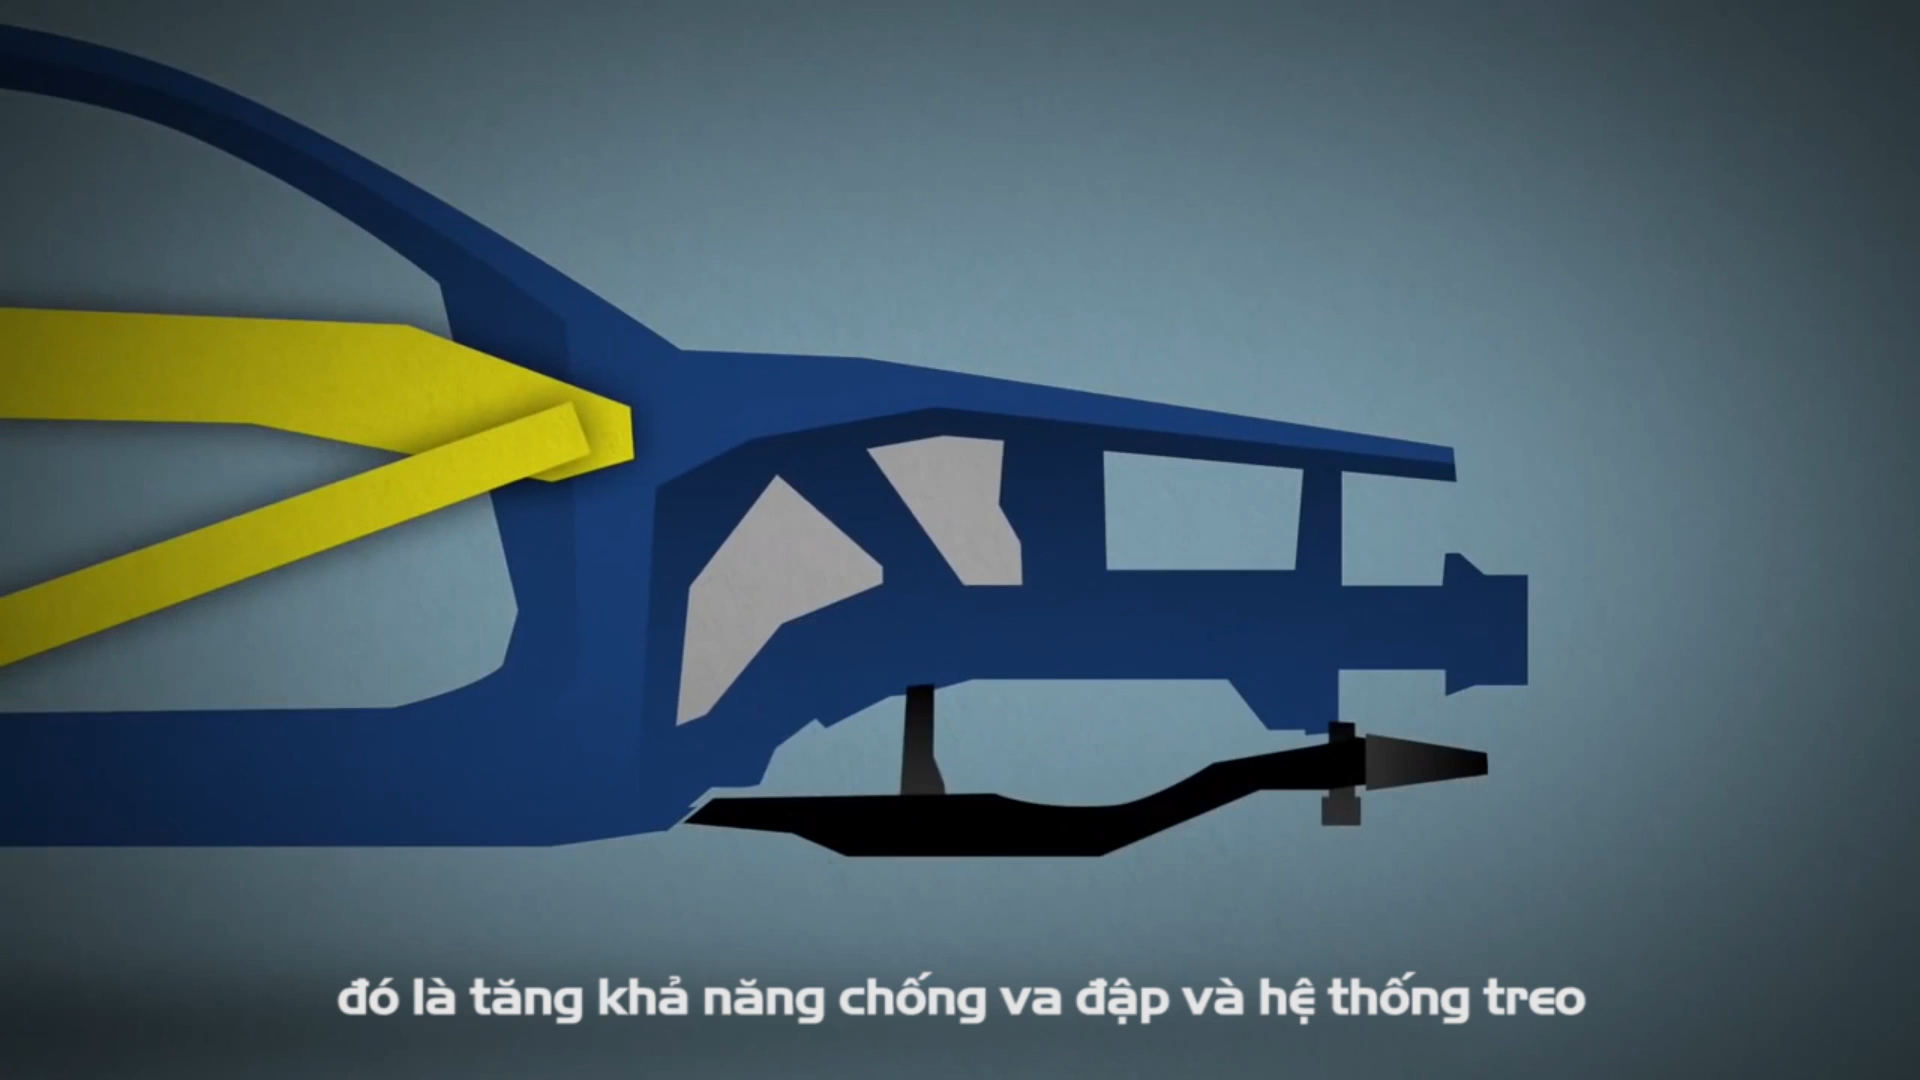 đó là tăng khả năng chống va đập và hệ thống treo